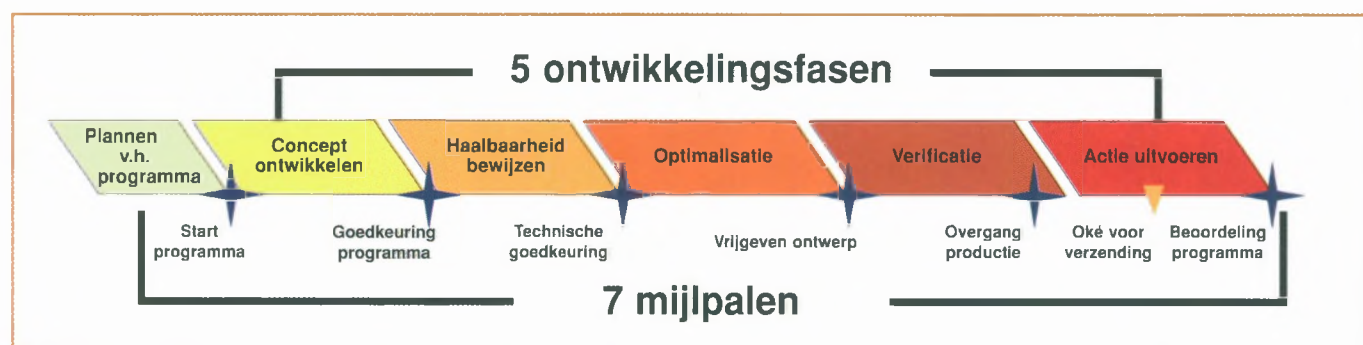 5 ontwikkelingsfasen
Plannen
v.h.
programma
Concept
ontwikkelen
Haalbaarheid
bewijzen
Optimalisatie
Verificatie
Actie uitvoeren
Start
programma
Goedkeuring
programma
Technische
goedkeuring
Vrijgeven ontwerp
Overgang
productie
Oké voor
verzending
Beoordeling
programma
7 mijlpalen